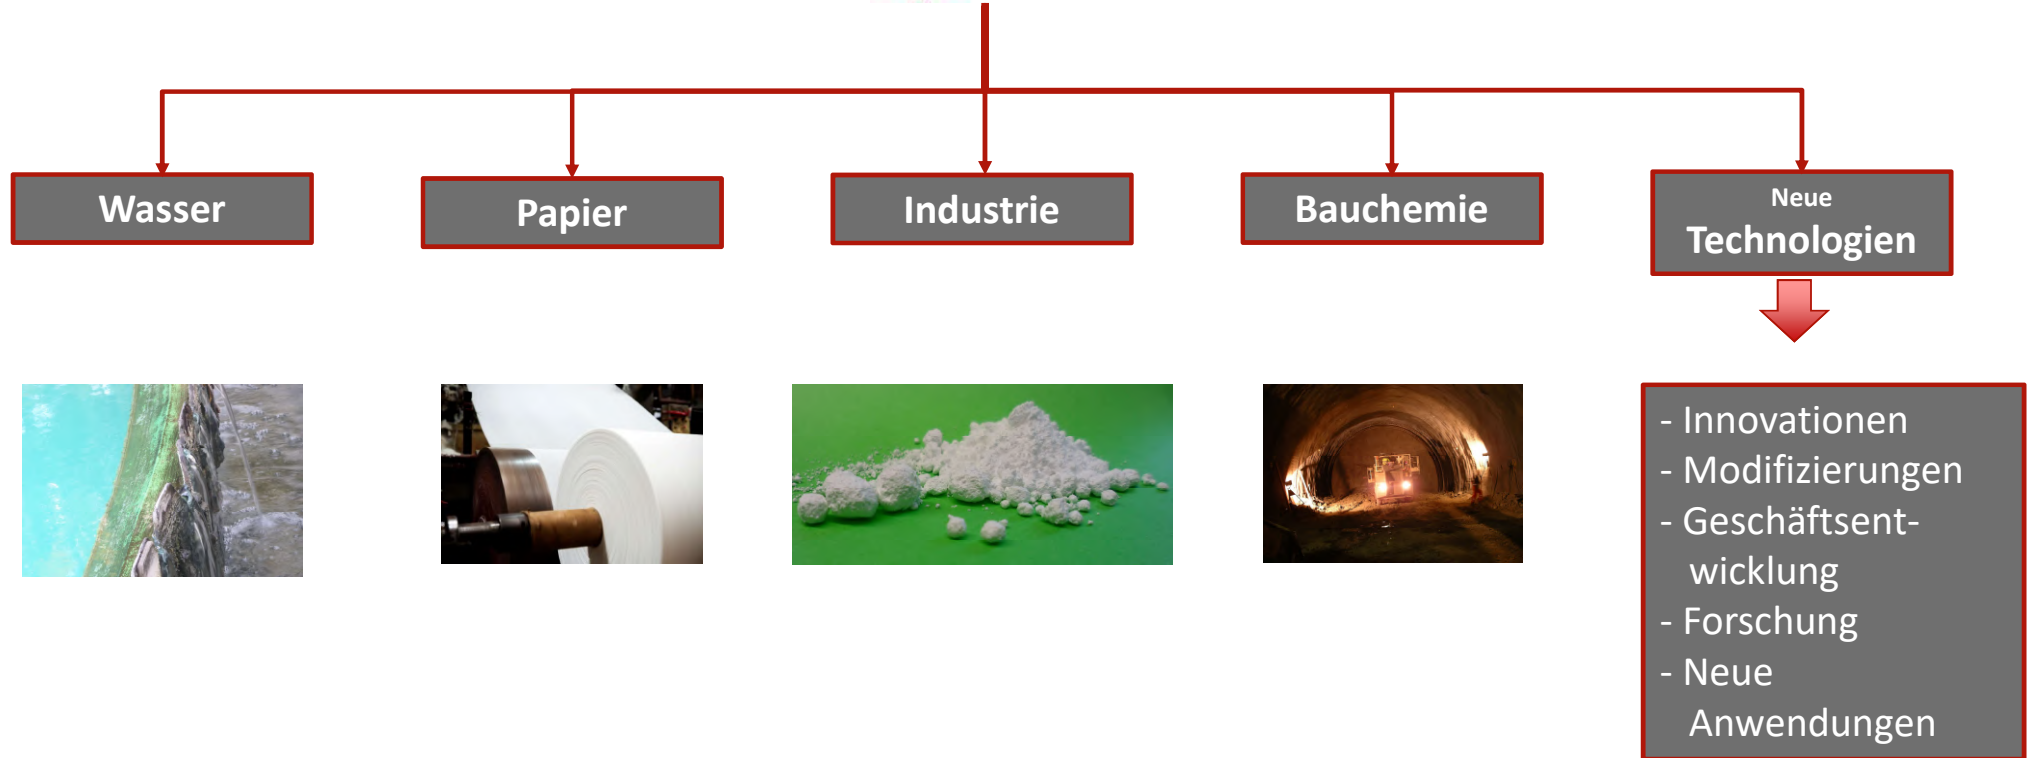 Wasser
Papier
Industrie
Bauchemie
Neue
Technologien
- Innovationen
- Modifizierungen
- Geschäftsent-
wicklung
- Forschung
- Neue
Anwendungen